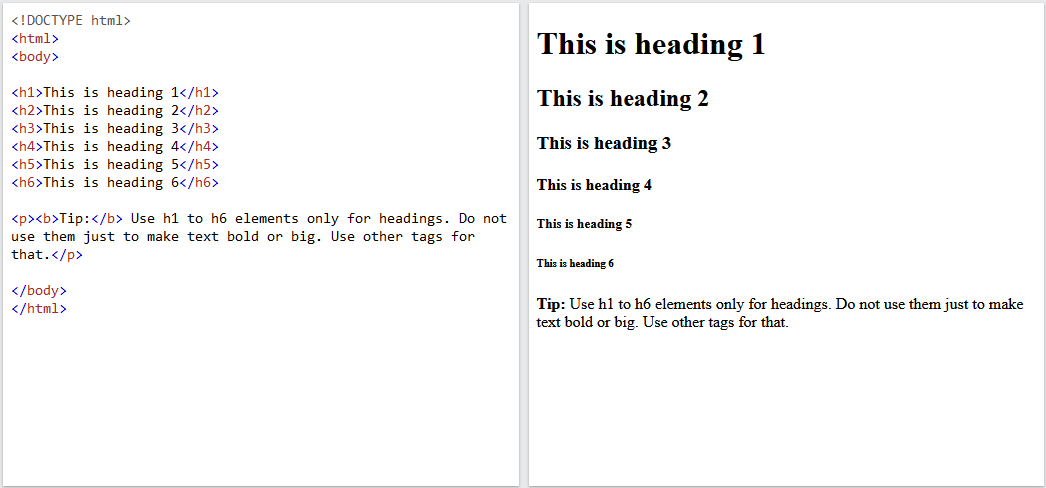 <!DOCTYPE html>
<html>
<body>
<h1>This is heading 1</h1>
<h2>This is heading 2</h2>
<h3>This is heading 3</h3>
<h4>This is heading 4</h4>
<h5>This is heading 5</h5>
<h6>This is heading 6</h6>
<p><b>Tip:</b> Use h1 to h6 elements only for headings. Do not
use them just to make text bold or big. Use other tags for
that.</p>
</body>
</html>
This is heading 1
This is heading 2
This is heading 3
This is heading 4
This is heading 5
This is heading 6
Tip: Use h1 to h6 elements only for headings. Do not use them just to make
text bold or big. Use other tags for that.